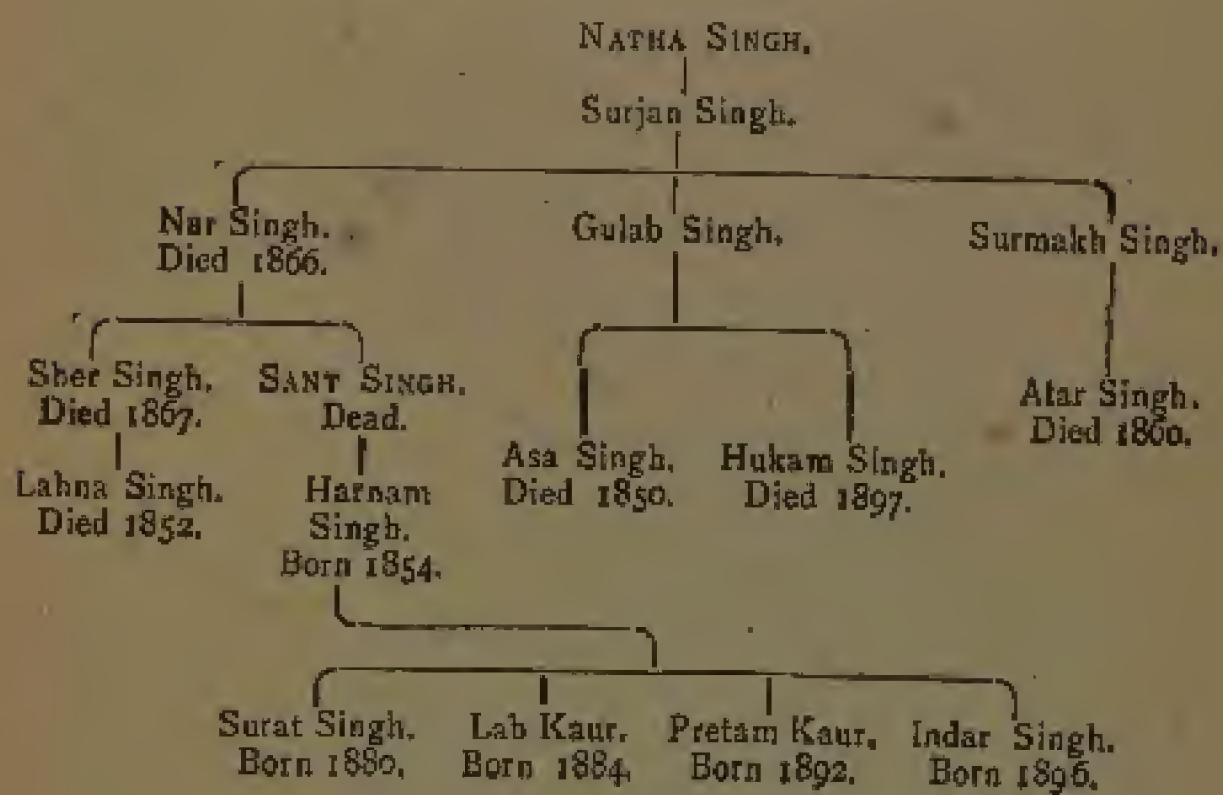 NATHA SINGH.
Surjan Singh.
Nar Singh.
Died 1866.
Gulab Singh.
Surmakh Singh.
Sher Singh.
Died 1867.
SANT SINGH.
Dead.
Atar Singh.
Died 1860.
Lahna Singh.
Died 1852.
Harnam
Singh.
Born 1854.
Asa Singh.
Died 1850.
Hukam Singh.
Died 1897.
Surat Singh.
Born 1880.
Lab Kaur.
Born 1884.
Pretam Kaur.
Born 1892.
Indar Singh.
Born 1896.